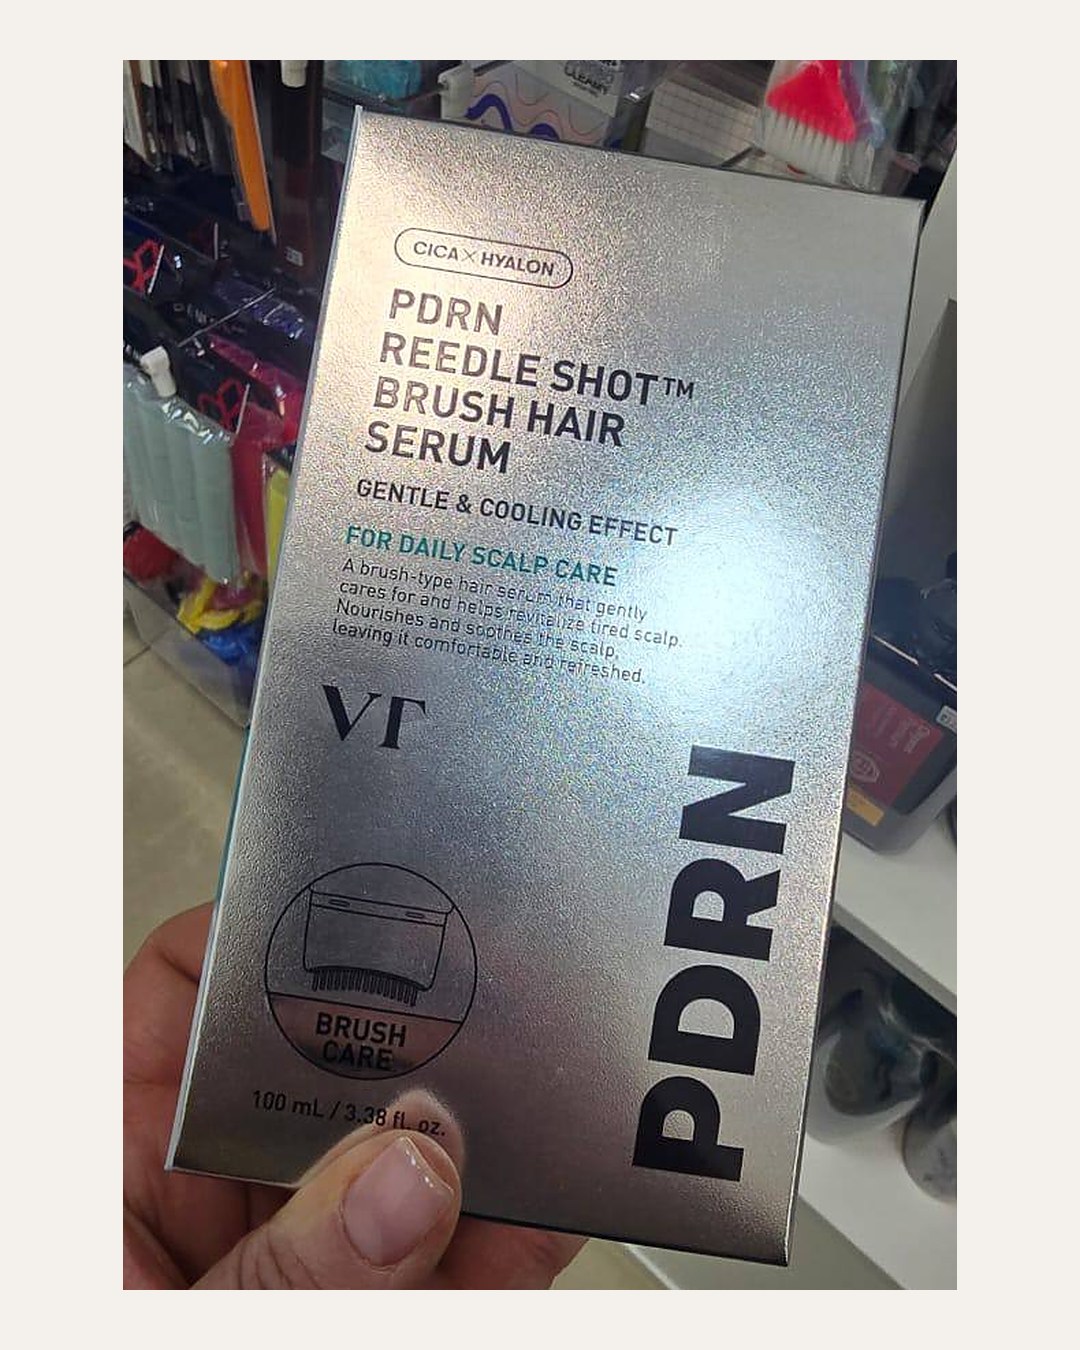 CICA×HYALON
PDRN
REEDLE SHOT™
BRUSH HAIR
SERUM
GENTLE & COOLING EFFECT
FOR DAILY SCALP CARE
A brush-type hair serum that gently
cares for and helps revitalize tired scalp.
Nourishes and soothes the scalp,
leaving it comfortable and refreshed.
VT
PDRN
BRUSH
CARE
100 mL / 3.38 fl. oz.